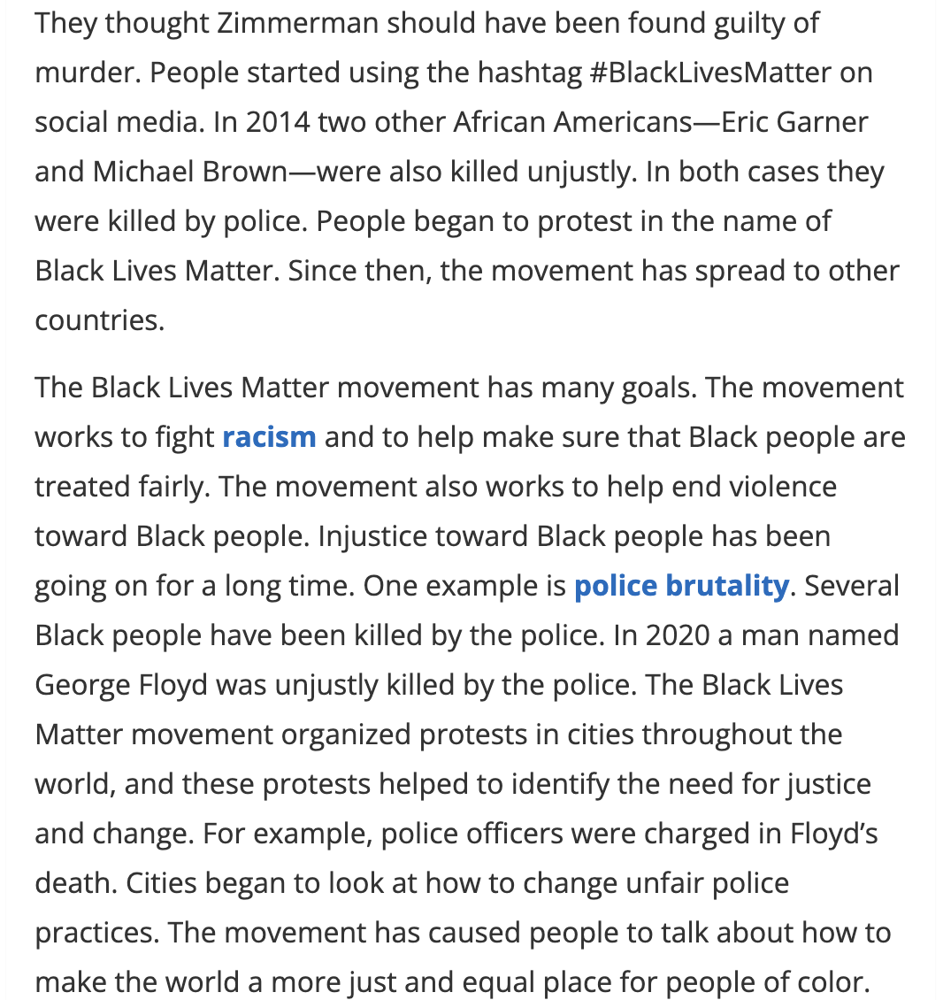 They thought Zimmerman should have been found guilty of
murder. People started using the hashtag #BlackLivesMatter on
social media. In 2014 two other African Americans—Eric Garner
and Michael Brown—were also killed unjustly. In both cases they
were killed by police. People began to protest in the name of
Black Lives Matter. Since then, the movement has spread to other
countries.
The Black Lives Matter movement has many goals. The movement
works to fight racism and to help make sure that Black people are
treated fairly. The movement also works to help end violence
toward Black people. Injustice toward Black people has been
going on for a long time. One example is police brutality. Several
Black people have been killed by the police. In 2020 a man named
George Floyd was unjustly killed by the police. The Black Lives
Matter movement organized protests in cities throughout the
world, and these protests helped to identify the need for justice
and change. For example, police officers were charged in Floyd’s
death. Cities began to look at how to change unfair police
practices. The movement has caused people to talk about how to
make the world a more just and equal place for people of color.